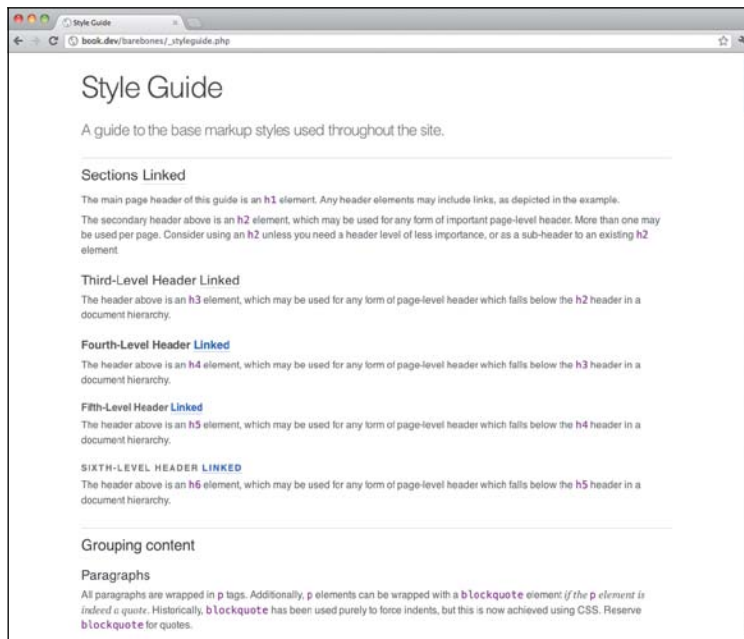 Style Guide
book.dev/barebones/_styleguide.php
Style Guide
A guide to the base markup styles used throughout the site.
Sections Linked
The main page header of this guide is an h1 element. Any header elements may include links, as depicted in the example.
The secondary header above is an h2 element, which may be used for any form of important page-level header. More than one may
be used per page. Consider using an h2 unless you need a header level of less importance, or as a sub-header to an existing h2
element.
Third-Level Header Linked
The header above is an h3 element, which may be used for any form of page-level header which falls below the h2 header in a
document hierarchy.
Fourth-Level Header Linked
The header above is an h4 element, which may be used for any form of page-level header which falls below the h3 header in a
document hierarchy.
Fifth-Level Header Linked
The header above is an h5 element, which may be used for any form of page-level header which falls below the h4 header in a
document hierarchy.
SIXTH-LEVEL HEADER LINKED
The header above is an h6 element, which may be used for any form of page-level header which falls below the h5 header in a
document hierarchy.
Grouping content
Paragraphs
All paragraphs are wrapped in p tags. Additionally, p elements can be wrapped with a blockquote element if the p element is
indeed a quote. Historically, blockquote has been used purely to force indents, but this is now achieved using CSS. Reserve
blockquote for quotes.